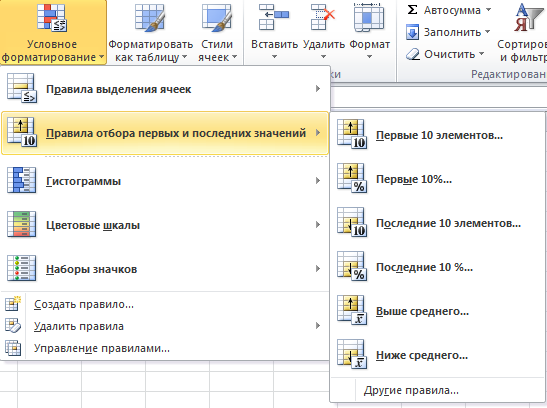 Условное форматирование
Форматировать как таблицу
Стили ячеек
Вставить
Удалить
Формат
Σ Автосумма
Заполнить
Очистить
Сортиро и фильтр
Редактирован
Правила выделения ячеек
Правила отбора первых и последних значений
Гистограммы
Цветовые шкалы
Наборы значков
Создать правило...
Удалить правила
Управление правилами...
Первые 10 элементов...
Первые 10%...
Последние 10 элементов...
Последние 10 %...
Выше среднего...
Ниже среднего...
Другие правила...